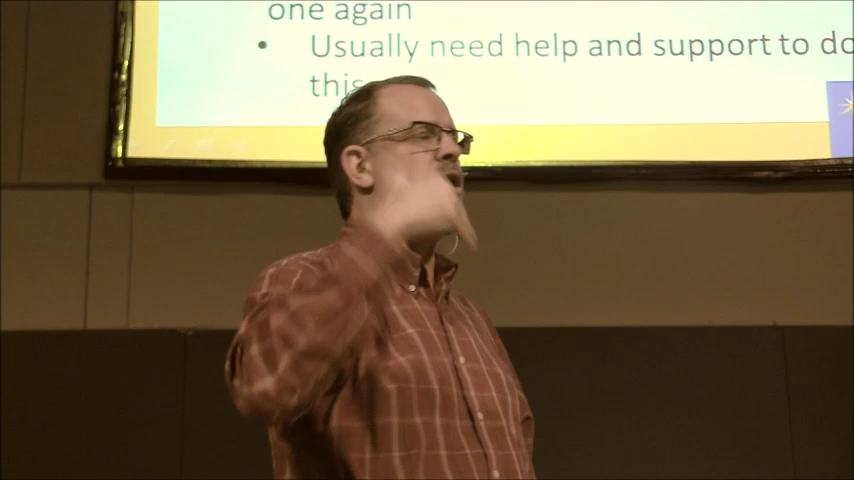 one again
• Usually need help and support to do
this